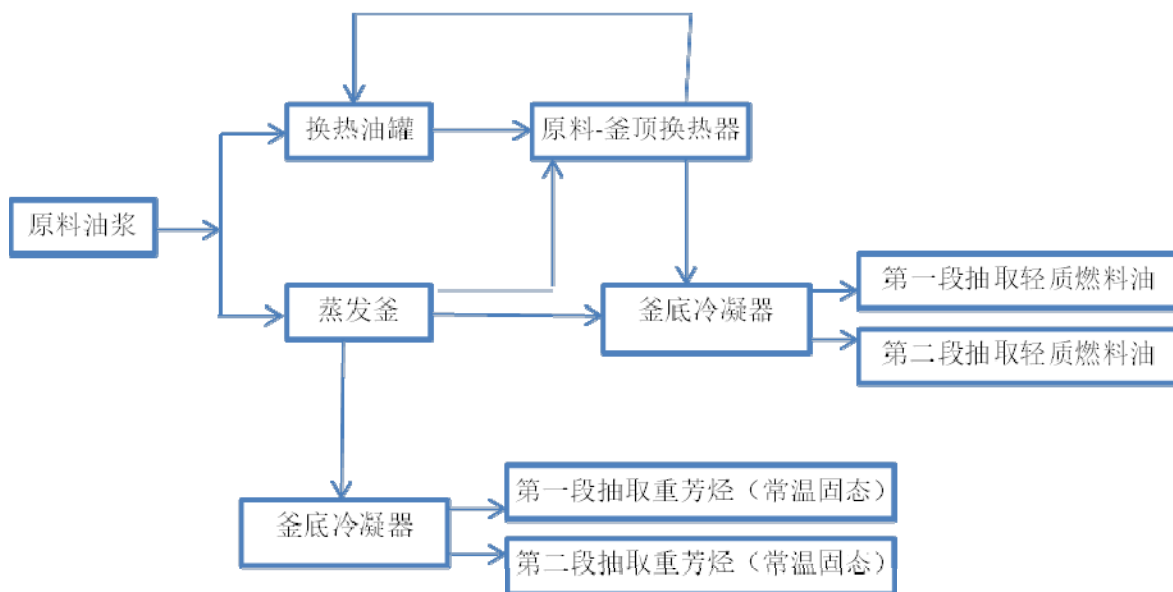 换热油罐
原料-釜顶换热器
原料油浆
蒸发釜
釜底冷凝器
第一段抽取轻质燃料油
第二段抽取轻质燃料油
釜底冷凝器
第一段抽取重芳烃（常温固态）
第二段抽取重芳烃（常温固态）